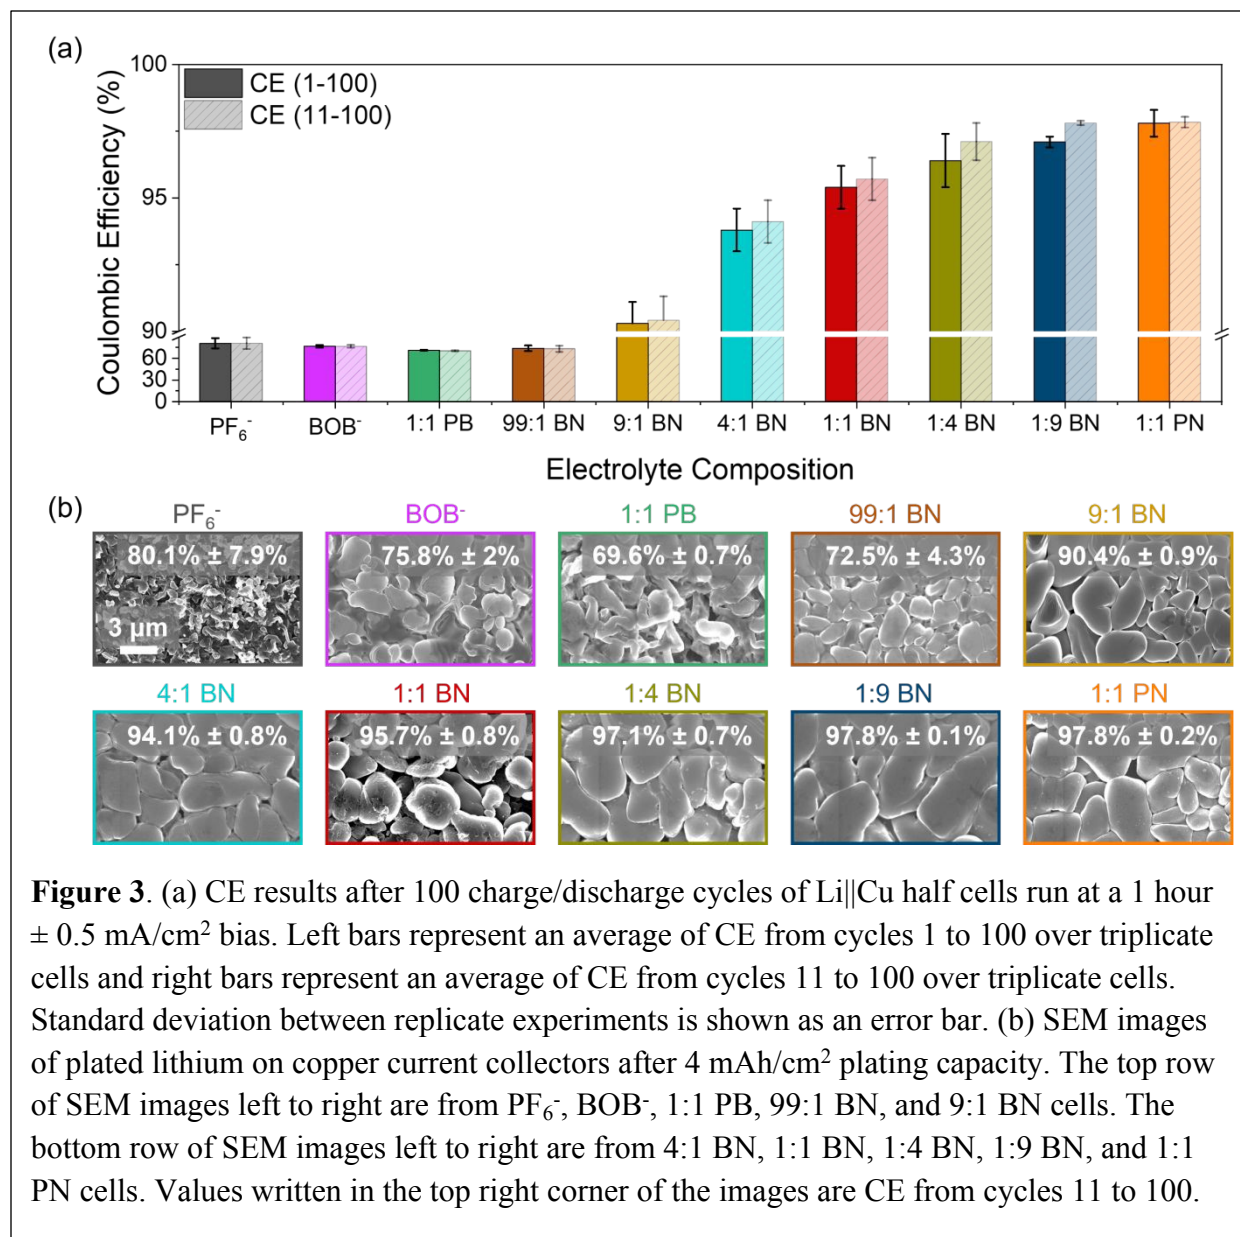 (a)
100
95
90
60
30
0
Coulombic Efficiency (%)
CE (1-100)
CE (11-100)
PF₆⁻ BOB⁻ 1:1 PB 99:1 BN 9:1 BN 4:1 BN 1:1 BN 1:4 BN 1:9 BN 1:1 PN
Electrolyte Composition
(b)
PF₆⁻ BOB⁻ 1:1 PB 99:1 BN 9:1 BN
80.1% ± 7.9% 75.8% ± 2% 69.6% ± 0.7% 72.5% ± 4.3% 90.4% ± 0.9%
3 μm
4:1 BN 1:1 BN 1:4 BN 1:9 BN 1:1 PN
94.1% ± 0.8% 95.7% ± 0.8% 97.1% ± 0.7% 97.8% ± 0.1% 97.8% ± 0.2%
Figure 3. (a) CE results after 100 charge/discharge cycles of Li||Cu half cells run at a 1 hour
± 0.5 mA/cm² bias. Left bars represent an average of CE from cycles 1 to 100 over triplicate
cells and right bars represent an average of CE from cycles 11 to 100 over triplicate cells.
Standard deviation between replicate experiments is shown as an error bar. (b) SEM images
of plated lithium on copper current collectors after 4 mAh/cm² plating capacity. The top row
of SEM images left to right are from PF₆⁻, BOB⁻, 1:1 PB, 99:1 BN, and 9:1 BN cells. The
bottom row of SEM images left to right are from 4:1 BN, 1:1 BN, 1:4 BN, 1:9 BN, and 1:1
PN cells. Values written in the top right corner of the images are CE from cycles 11 to 100.